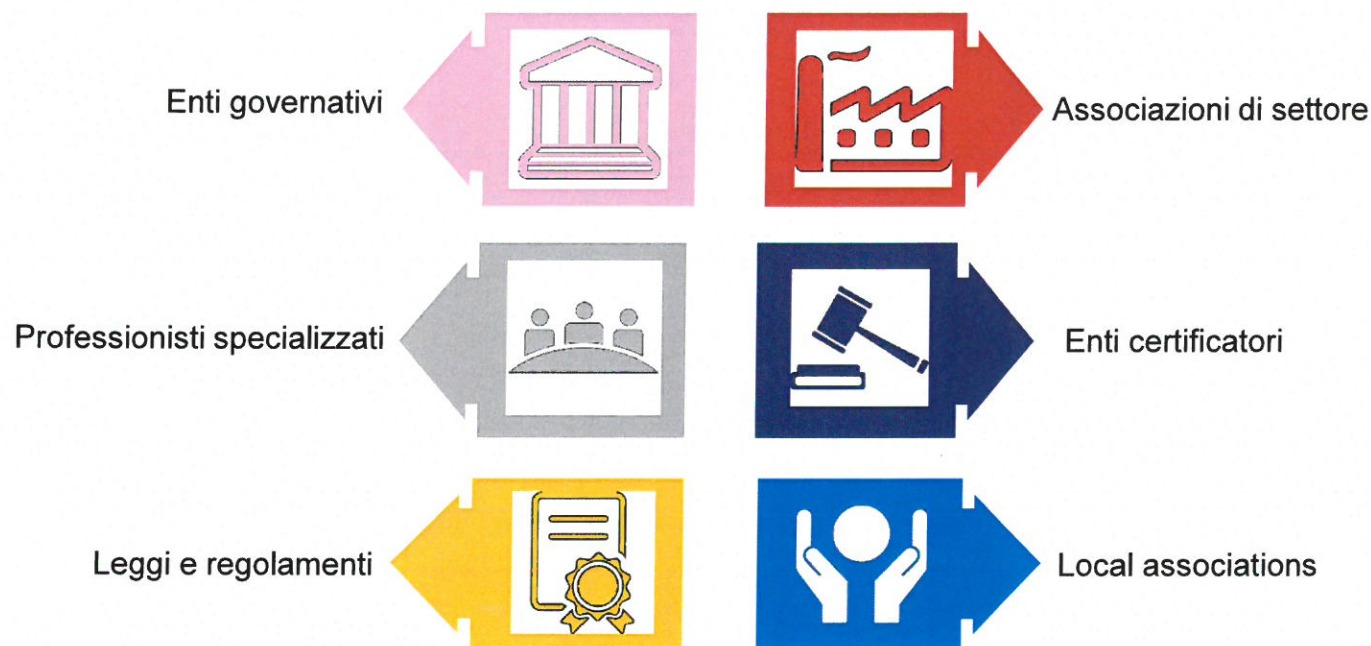 Enti governativi
Associazioni di settore
Professionisti specializzati
Enti certificatori
Leggi e regolamenti
Local associations